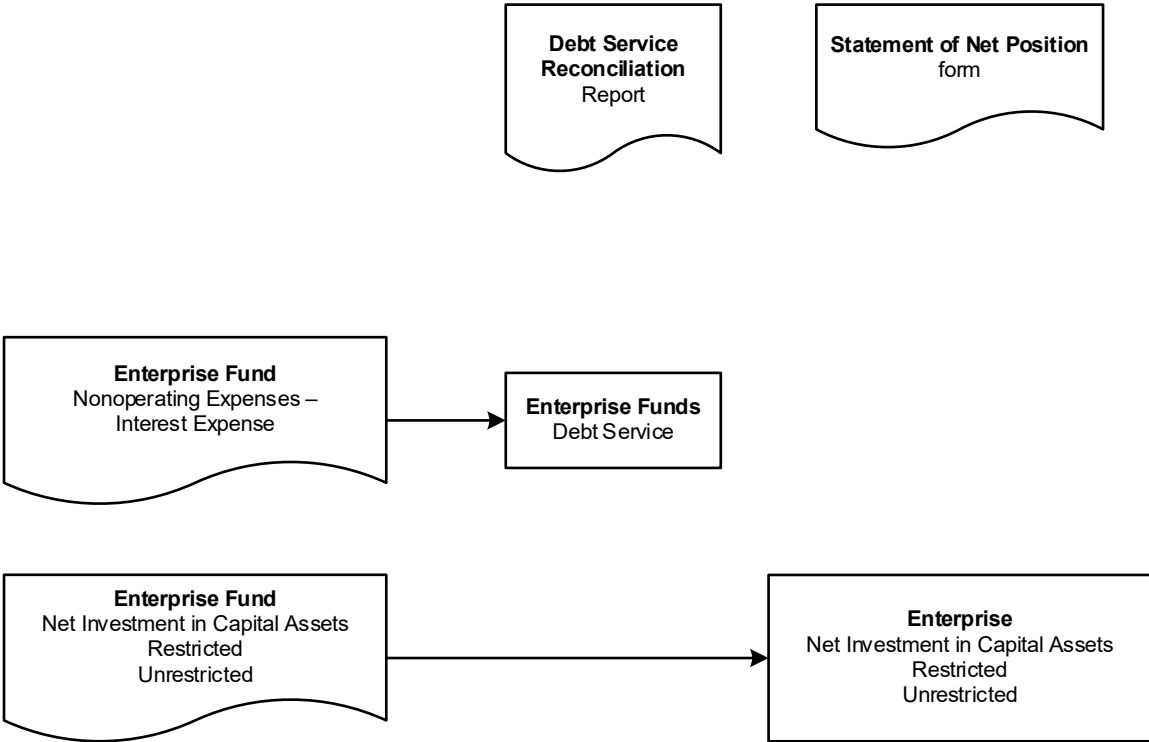 Debt Service
Reconciliation
Report
Statement of Net Position
form
Enterprise Fund
Nonoperating Expenses –
Interest Expense
Enterprise Funds
Debt Service
Enterprise Fund
Net Investment in Capital Assets
Restricted
Unrestricted
Enterprise
Net Investment in Capital Assets
Restricted
Unrestricted